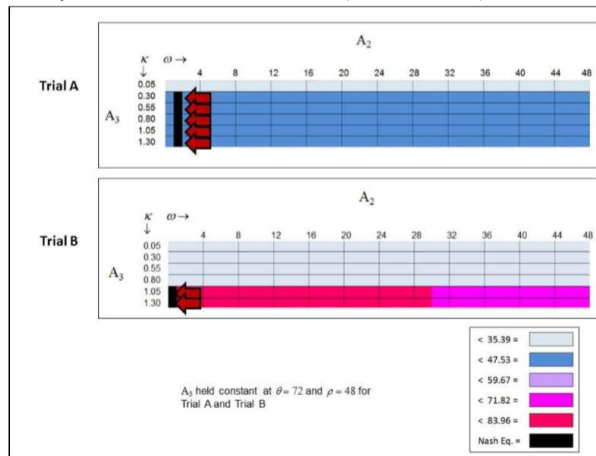 A₂
κ ω→
↓ 4 8 12 16 20 24 28 32 36 40 44 48
Trial A
0.05
0.30
0.55
A₃ 0.80
1.05
1.30
A₂
κ ω→
↓ 4 8 12 16 20 24 28 32 36 40 44 48
Trial B
0.05
0.30
0.55
A₃ 0.80
1.05
1.30
A₃ held constant at θ = 72 and ρ = 48 for
Trial A and Trial B
< 35.39 =
< 47.53 =
< 59.67 =
< 71.82 =
< 83.96 =
Nash Eq. =